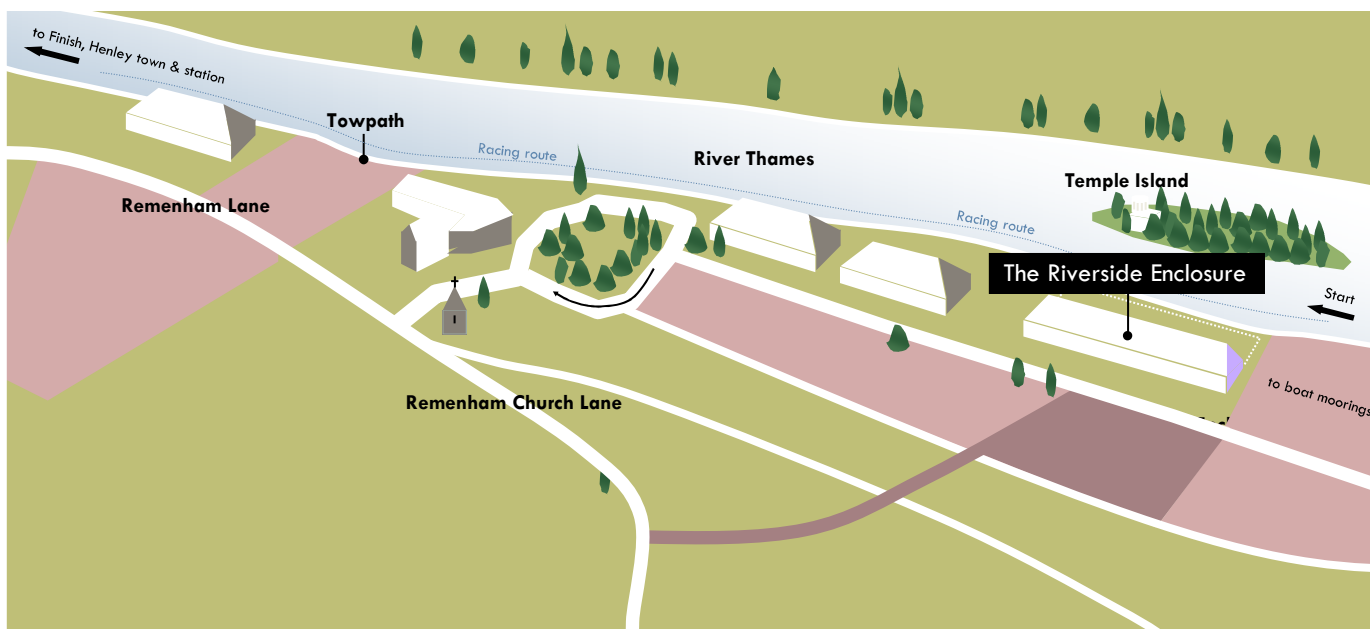 to Finish, Henley town & station
Towpath
Racing route
River Thames
Temple Island
Remenham Lane
Racing route
The Riverside Enclosure
Start
to boat moorings
Remenham Church Lane